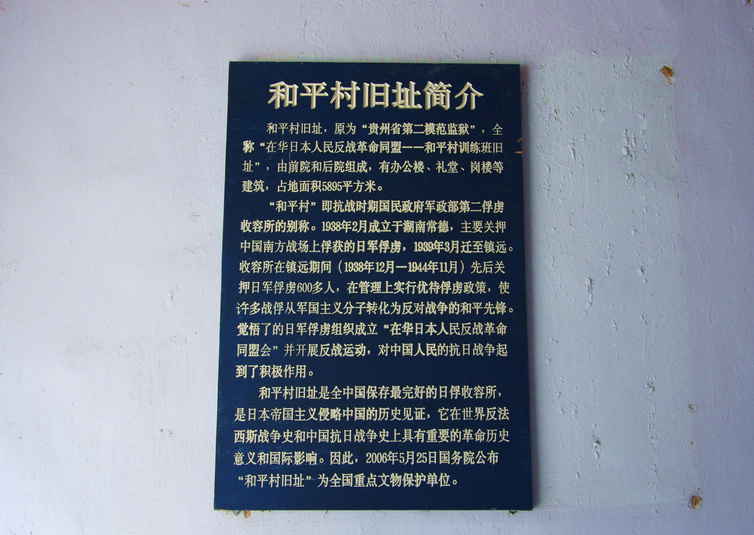 和平村旧址简介
和平村旧址，原为“贵州省第二模范监狱”，全
称“在华日本人民反战革命同盟——和平村训练班旧
址”，由前院和后院组成，有办公楼、礼堂、岗楼等
建筑，占地面积5895平方米。
“和平村”即抗战时期国民政府军政部第二俘虏
收容所的别称。1938年2月成立于湖南常德，主要关押
中国南方战场上俘获的日军俘虏，1939年3月迁至镇远。
收容所在镇远期间（1938年12月—1944年11月）先后关
押日军俘虏600多人，在管理上实行优待俘虏政策，使
许多战俘从军国主义分子转化为反对战争的和平先锋。
觉悟了的日军俘虏组织成立“在华日本人民反战革命
同盟会”并开展反战运动，对中国人民的抗日战争起
到了积极作用。
和平村旧址是全中国保存最完好的日俘收容所，
是日本帝国主义侵略中国的历史见证，它在世界反法
西斯战争史和中国抗日战争史上具有重要的革命历史
意义和国际影响。因此，2006年5月25日国务院公布
“和平村旧址”为全国重点文物保护单位。